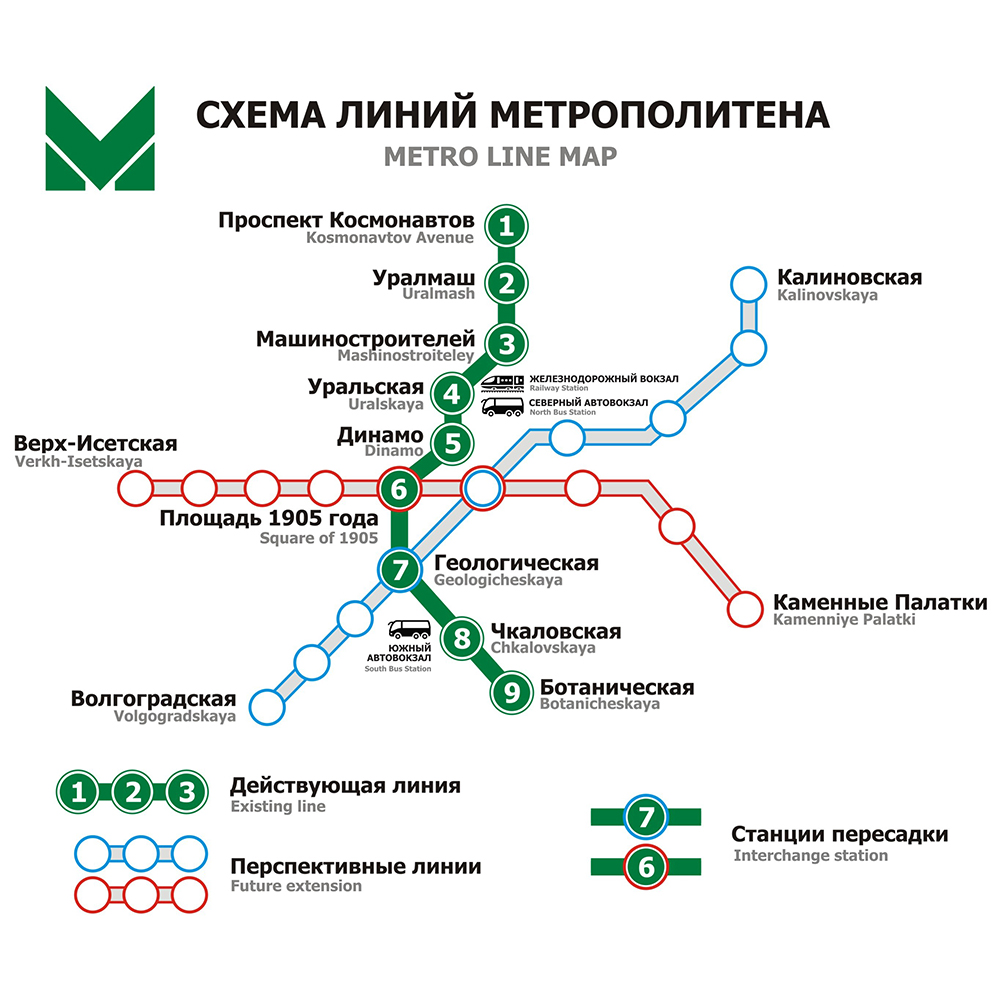 СХЕМА ЛИНИЙ МЕТРОПОЛИТЕНА
METRO LINE MAP
Проспект Космонавтов
Kosmonavtov Avenue
1
Уралмаш
Uralmash
2
Калиновская
Kalinovskaya
Машиностроителей
Mashinostroiteley
3
Уральская
Uralskaya
4
ЖЕЛЕЗНОДОРОЖНЫЙ ВОКЗАЛ
Railway Station
СЕВЕРНЫЙ АВТОВОКЗАЛ
North Bus Station
Динамо
Dinamo
5
Верх-Исетская
Verkh-Isetskaya
6
Площадь 1905 года
Square of 1905
7
Геологическая
Geologicheskaya
Каменные Палатки
Kamenniye Palatki
8
Чкаловская
Chkalovskaya
ЮЖНЫЙ
АВТОВОКЗАЛ
South Bus Station
9
Ботаническая
Botanicheskaya
Волгоградская
Volgogradskaya
1 2 3
Действующая линия
Existing line
Перспективные линии
Future extension
7
6
Станции пересадки
Interchange station